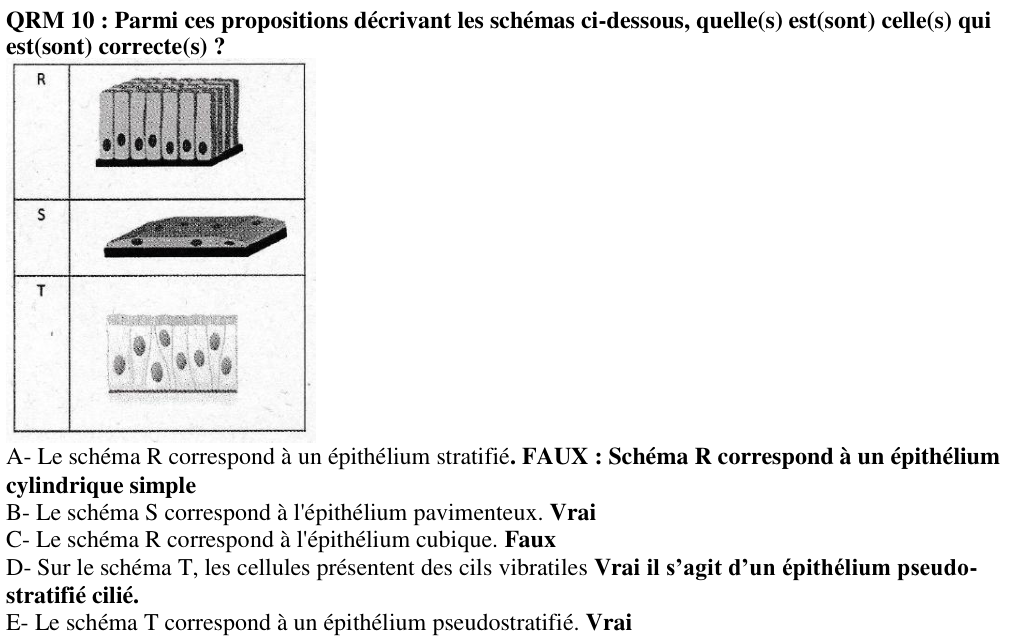 QRM 10 : Parmi ces propositions décrivant les schémas ci-dessous, quelle(s) est(sont) celle(s) qui
est(sont) correcte(s) ?
R
S
T
A- Le schéma R correspond à un épithélium stratifié. FAUX : Schéma R correspond à un épithélium
cylindrique simple
B- Le schéma S correspond à l'épithélium pavimenteux. Vrai
C- Le schéma R correspond à l'épithélium cubique. Faux
D- Sur le schéma T, les cellules présentent des cils vibratiles Vrai il s’agit d’un épithélium pseudo-
stratifié cilié.
E- Le schéma T correspond à un épithélium pseudostratifié. Vrai